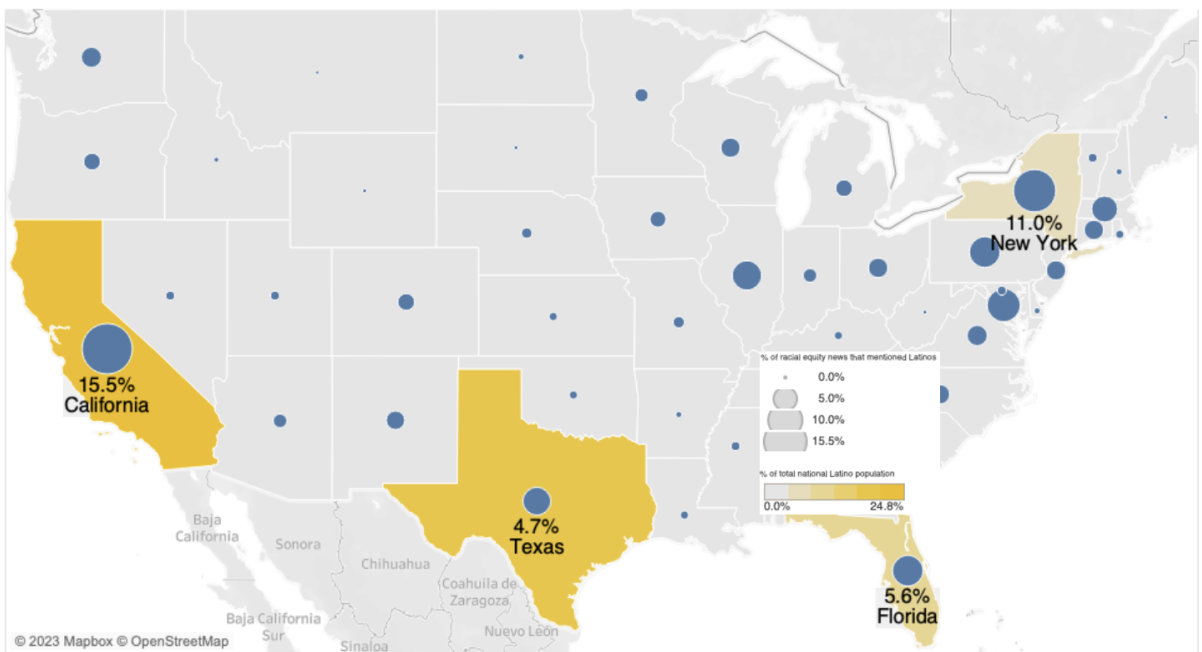 11.0%
New York
% of racial equity news that mentioned Latinos
0.0%
5.0%
10.0%
15.5%
15.5%
California
% of total national Latino population
0.0% 24.8%
4.7%
Texas
Baja
California
Sonora
Chihuahua
Coahuila de
Zaragoza
5.6%
Florida
Baja California
Sur
Sinaloa
Nuevo León
© 2023 Mapbox © OpenStreetMap